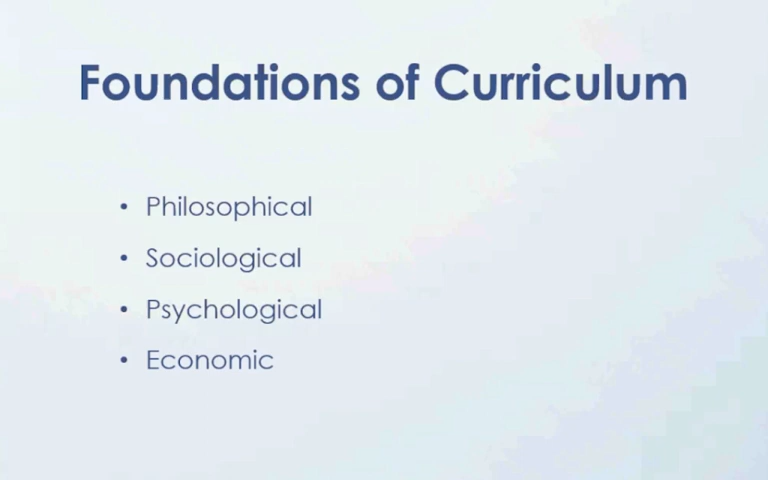 Foundations of Curriculum
• Philosophical
• Sociological
• Psychological
• Economic